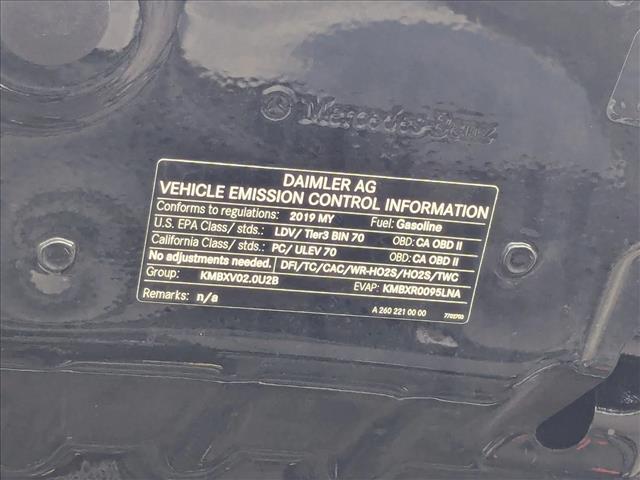 Mercedes-Benz
DAIMLER AG
VEHICLE EMISSION CONTROL INFORMATION
Conforms to regulations: 2019 MY Fuel: Gasoline
U.S. EPA Class/ stds.: LDV/ Tier3 BIN 70 OBD: CA OBD II
California Class/ stds.: PC/ ULEV 70 OBD: CA OBD II
No adjustments needed. DFI/TC/CAC/WR-HO2S/HO2S/TWC
Group: KMBXV02.0U2B EVAP: KMBXR0095LNA
Remarks: n/a A 260 221 00 00